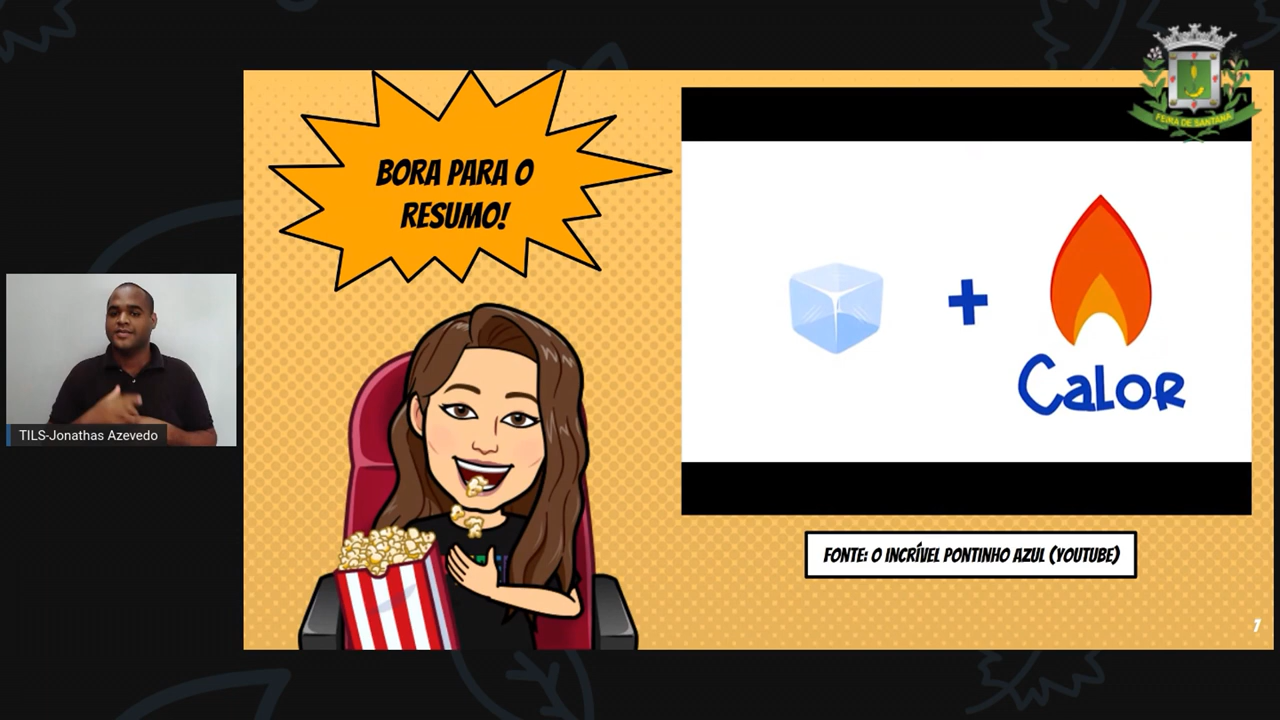 FEIRA DE SANTANA
BORA PARA O
RESUMO!
CALOR
TILS-Jonathas Azevedo
FONTE: O INCRÍVEL PONTINHO AZUL (YOUTUBE)
7